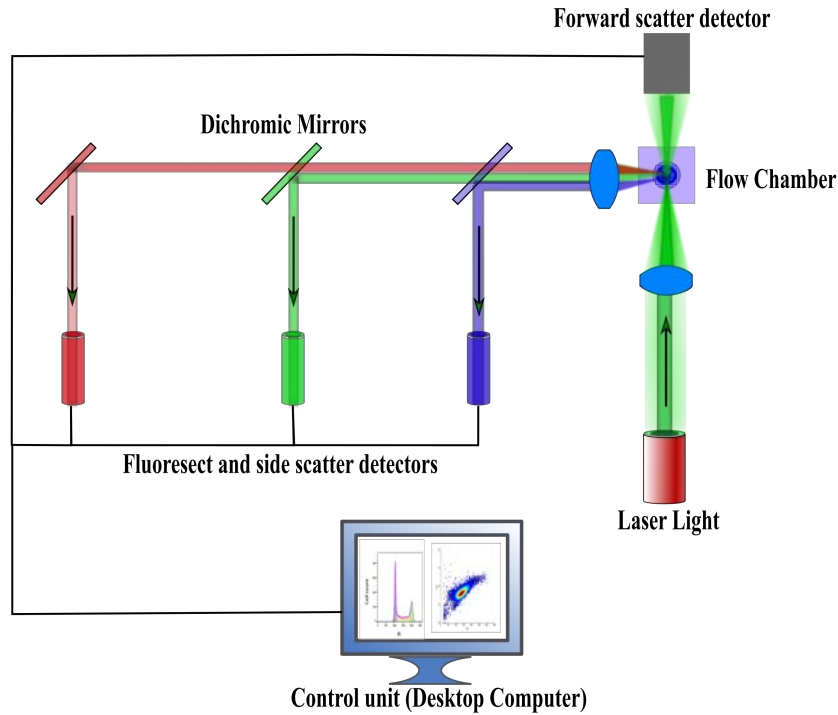 Forward scatter detector
Dichromic Mirrors
Flow Chamber
Fluoresect and side scatter detectors
Laser Light
Control unit (Desktop Computer)